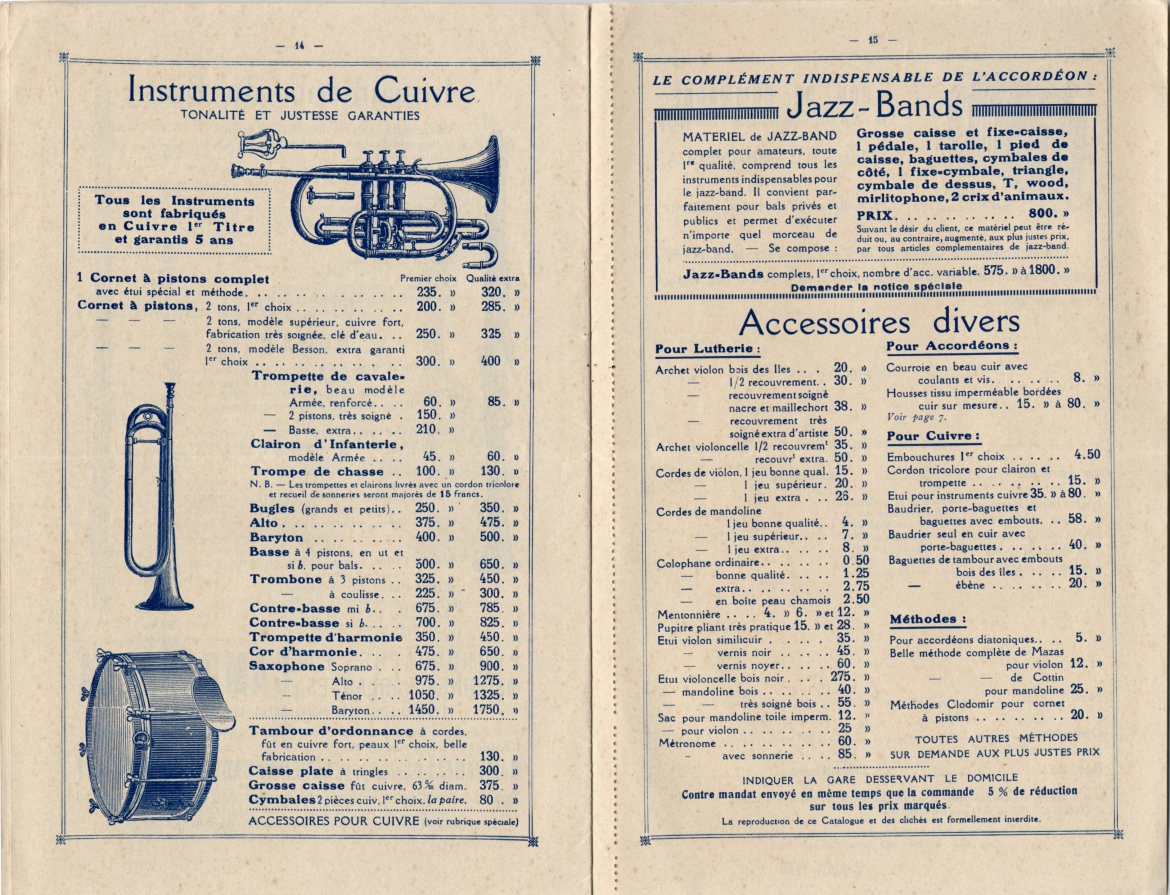 — 14 —
Instruments de Cuivre
TONALITÉ ET JUSTESSE GARANTIES
Tous les Instruments
sont fabriqués
en Cuivre 1er Titre
et garantis 5 ans
Premier choix Qualité extra
1 Cornet à pistons complet
avec étui spécial et méthode. . . . . . . . . . . 235. » 320. »
Cornet à pistons, 2 tons, 1er choix . . . . . . . . . . 200. » 285. »
— — — 2 tons, modèle supérieur, cuivre fort,
fabrication très soignée, clé d'eau. . . 250. » 325 »
— — — 2 tons, modèle Besson, extra garanti
1er choix . . . . . . . . . . . . 300. » 400 »
Trompette de cavale-
rie, beau modèle
Armée, renforcé. . . . 60. » 85. »
— 2 pistons, très soigné . 150. »
— Basse, extra. . . . . 210. »
Clairon d'Infanterie,
modèle Armée . . . . 45. » 60. »
Trompe de chasse . . 100. » 130. »
N. B. — Les trompettes et clairons livrés avec un cordon tricolore
et recueil de sonneries seront majorés de 15 francs.
Bugles (grands et petits). . 250. » 350. »
Alto . . . . . . . . . . . . 375. » 475. »
Baryton . . . . . . . . . 400. » 500. »
Basse à 4 pistons, en ut et
si b. pour bals. . . . . 500. » 650. »
Trombone à 3 pistons . . 325. » 450. »
— à coulisse. . . . 225. » 300. »
Contre-basse mi b. . . 675. » 785. »
Contre-basse si b. . . . 700. » 825. »
Trompette d'harmonie 350. » 450. »
Cor d'harmonie. . . . . 475. » 650. »
Saxophone Soprano . . . 675. » 900. »
— Alto . . . . . 975. » 1275. »
— Ténor . . . . 1050. » 1325. »
— Baryton. . . . 1450. » 1750. »
Tambour d'ordonnance à cordes,
fût en cuivre fort, peaux 1er choix, belle
fabrication . . . . . . . . . . . . . . . . . . 130. »
Caisse plate à tringles . . . . . . . . . . 300. »
Grosse caisse fût cuivre, 63 % diam. 375. »
Cymbales 2 pièces cuiv, 1er choix, la paire. 80 . »
ACCESSOIRES POUR CUIVRE (voir rubrique spéciale)
— 15 —
LE COMPLÉMENT INDISPENSABLE DE L'ACCORDÉON :
Jazz-Bands
MATERIEL de JAZZ-BAND
complet pour amateurs, toute
1re qualité, comprend tous les
instruments indispensables pour
le jazz-band. Il convient par-
faitement pour bals privés et
publics et permet d'exécuter
n'importe quel morceau de
jazz-band. — Se compose :
Grosse caisse et fixe-caisse,
1 pédale, 1 tarolle, 1 pied de
caisse, baguettes, cymbales de
côté, 1 fixe-cymbale, triangle,
cymbale de dessus, T, wood,
mirlitophone, 2 crix d'animaux.
PRIX. . . . . . . . . . . . 800. »
Suivant le désir du client, ce matériel peut être ré-
duit ou, au contraire, augmenté, aux plus justes prix,
par tous articles complementaires de jazz-band.
Jazz-Bands complets, 1er choix, nombre d'acc. variable. 575. » à 1800. »
Demander la notice spéciale
Accessoires divers
Pour Lutherie :
Archet violon bois des Iles . . . 20. »
— 1/2 recouvrement. . 30. »
— recouvrement soigné
nacre et maillechort 38. »
— recouvrement très
soigné extra d'artiste 50. »
Archet violoncelle 1/2 recouvremt 35. »
— recouvrt extra. 50. »
Cordes de violon, 1 jeu bonne qual. 15. »
— 1 jeu supérieur. 20. »
— 1 jeu extra . . . 25. »
Cordes de mandoline
1 jeu bonne qualité. . 4. »
— 1 jeu supérieur. . . 7. »
— 1 jeu extra. . . . . 8. »
Colophane ordinaire. . . . . . . . 0.50
— bonne qualité. . . . . 1.25
— extra. . . . . . . . . 2.75
— en boîte peau chamois 2.50
Mentonnière . . . . 4. » 6. » et 12. »
Pupitre pliant très pratique 15. » et 28. »
Etui violon similicuir . . . . . . 35. »
— vernis noir . . . . . 45. »
— vernis noyer. . . . . 60. »
Etui violoncelle bois noir . . . . 275. »
— mandoline bois . . . . . . . 40. »
— — très soigné bois . . 55. »
Sac pour mandoline toile imperm. 12. »
— pour violon . . . . . . . . . 25 »
Métronome . . . . . . . . . . . . 60. »
- avec sonnerie . . . . 85. »
Pour Accordéons :
Courroie en beau cuir avec
coulants et vis. . . . . . . 8. »
Housses tissu imperméable bordées
cuir sur mesure. . 15. » à 80. »
Voir page 7.
Pour Cuivre :
Embouchures 1er choix . . . . . 4.50
Cordon tricolore pour clairon et
trompette . . . . . . . . . . 15. »
Etui pour instruments cuivre 35. » à 80. »
Baudrier, porte-baguettes et
baguettes avec embouts. . . 58. »
Baudrier seul en cuir avec
porte-baguettes. . . . . . . 40. »
Baguettes de tambour avec embouts
bois des îles . . . . . 15. »
— ébène . . . . . . . 20. »
Méthodes :
Pour accordéons diatoniques. . . 5. »
Belle méthode complète de Mazas
pour violon 12. »
— — de Cottin
pour mandoline 25. »
Méthodes Clodomir pour cornet
à pistons . . . . . . . . . . 20. »
TOUTES AUTRES MÉTHODES
SUR DEMANDE AUX PLUS JUSTES PRIX
INDIQUER LA GARE DESSERVANT LE DOMICILE
Contre mandat envoyé en même temps que la commande 5 % de réduction
sur tous les prix marqués.
La reproduction de ce Catalogue et des clichés est formellement interdite.